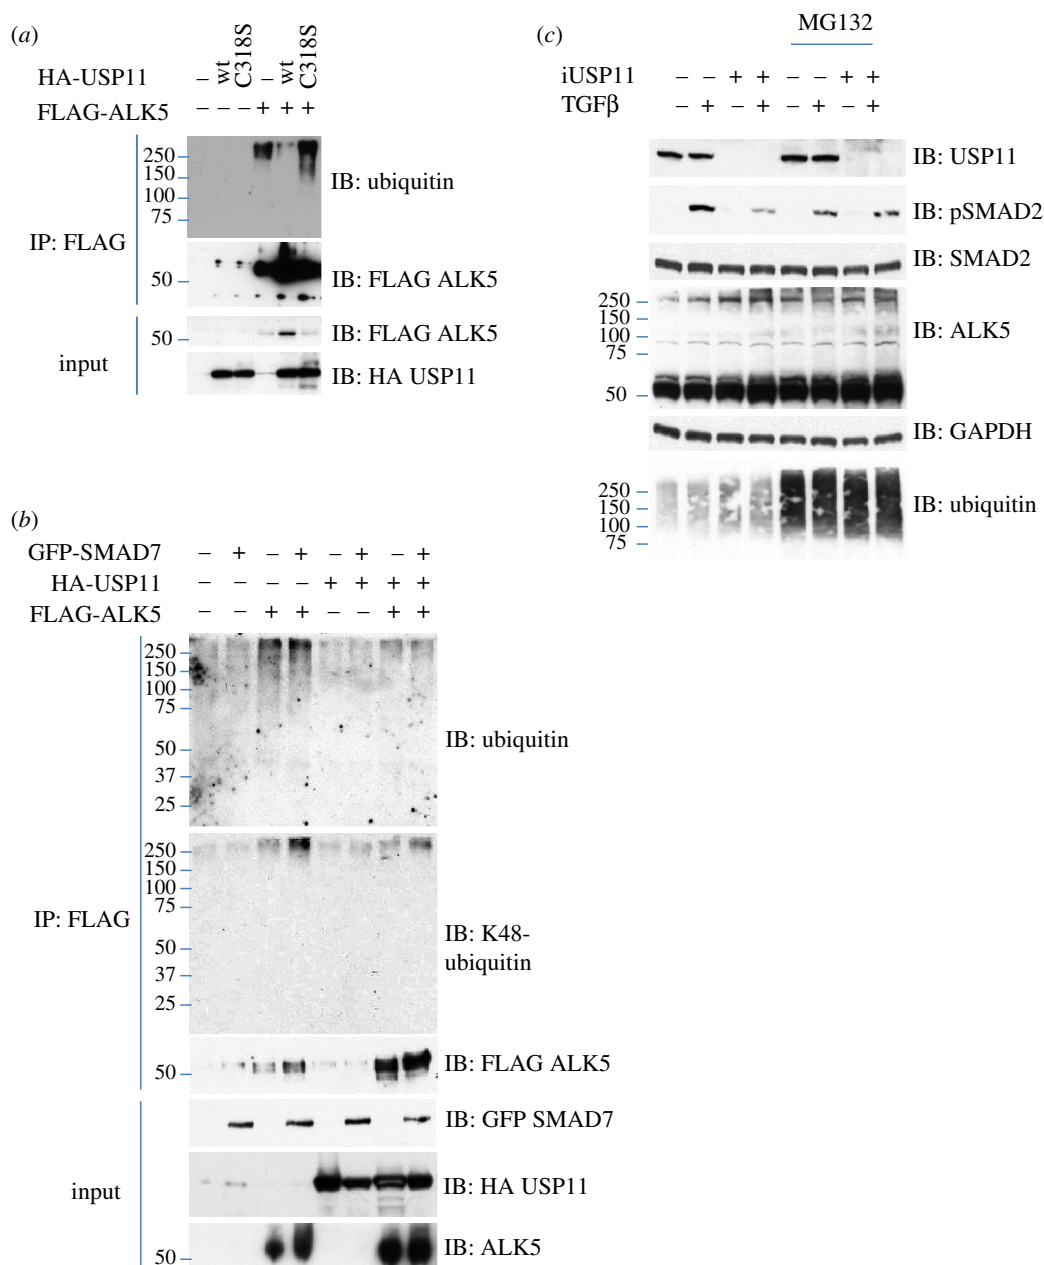 (a)
HA-USP11 – wt C318S – wt C318S
FLAG-ALK5 – – – + + +
IP: FLAG
250
150
100
75
IB: ubiquitin
50
IB: FLAG ALK5
input
50
IB: FLAG ALK5
IB: HA USP11
(b)
GFP-SMAD7 – + – + – + – +
HA-USP11 – – – – + + + +
FLAG-ALK5 – – + + – – + +
IP: FLAG
250
150
100
75
50
37
25
IB: ubiquitin
250
150
100
75
50
37
25
IB: K48-
ubiquitin
50
IB: FLAG ALK5
input
IB: GFP SMAD7
IB: HA USP11
50
IB: ALK5
(c)
MG132
iUSP11 – – + + – – + +
TGFβ – + – + – + – +
IB: USP11
IB: pSMAD2
IB: SMAD2
250
150
100
75
50
IB: ALK5
IB: GAPDH
250
150
100
75
IB: ubiquitin